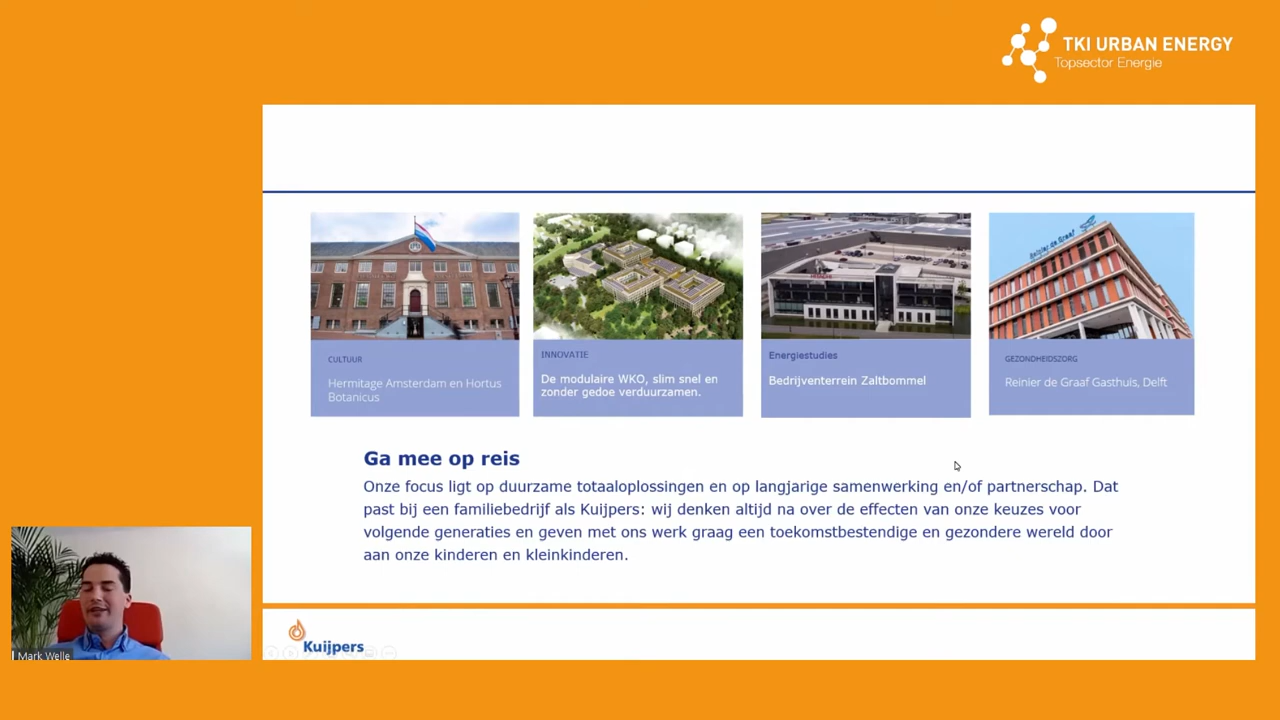 TKI URBAN ENERGY
Topsector Energie
CULTUUR
Hermitage Amsterdam en Hortus
Botanicus
INNOVATIE
De modulaire WKO, slim snel en
zonder gedoe verduurzamen.
Energiestudies
Bedrijventerrein Zaltbommel
Reinier de Graaf
GEZONDHEIDSZORG
Reinier de Graaf Gasthuis, Delft
Ga mee op reis
Onze focus ligt op duurzame totaaloplossingen en op langjarige samenwerking en/of partnerschap. Dat
past bij een familiebedrijf als Kuijpers: wij denken altijd na over de effecten van onze keuzes voor
volgende generaties en geven met ons werk graag een toekomstbestendige en gezondere wereld door
aan onze kinderen en kleinkinderen.
Mark Welle
Kuijpers